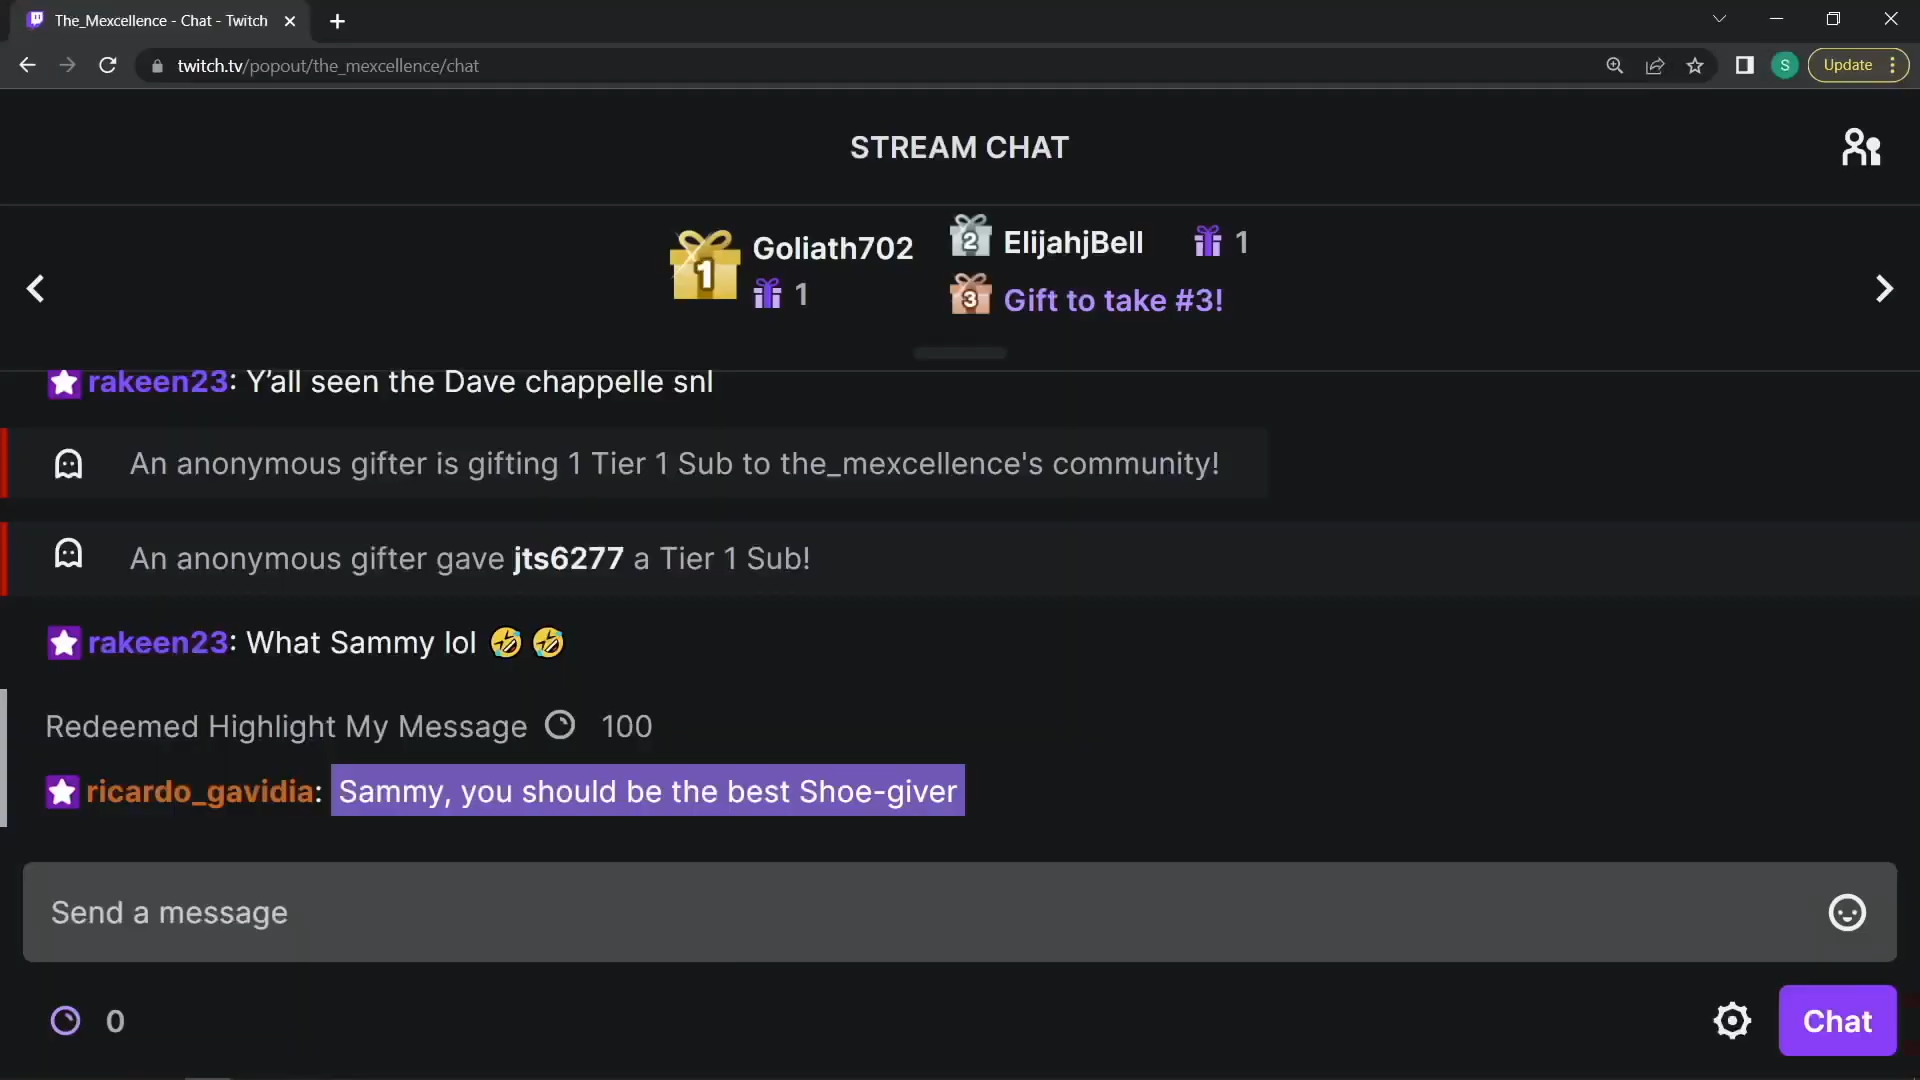 The_Mexcellence - Chat - Twitch
twitch.tv/popout/the_mexcellence/chat
S
Update
STREAM CHAT
1 Goliath702
1
2 ElijahjBell 1
3 Gift to take #3!
rakeen23: Y’all seen the Dave chappelle snl
An anonymous gifter is gifting 1 Tier 1 Sub to the_mexcellence's community!
An anonymous gifter gave jts6277 a Tier 1 Sub!
rakeen23: What Sammy lol 🤣 🤣
Redeemed Highlight My Message 100
ricardo_gavidia: Sammy, you should be the best Shoe-giver
Send a message
0
Chat